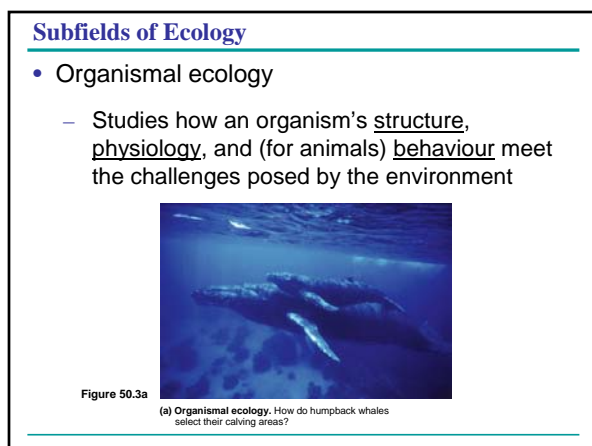 Subfields of Ecology
• Organismal ecology
– Studies how an organism's structure,
physiology, and (for animals) behaviour meet
the challenges posed by the environment
Figure 50.3a
(a) Organismal ecology. How do humpback whales
select their calving areas?